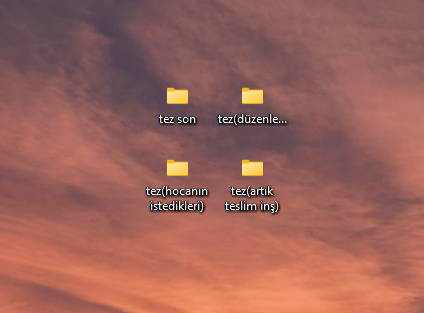 tez son
tez(düzenle...
tez(hocanın
istedikleri)
tez(artık
teslim inş)